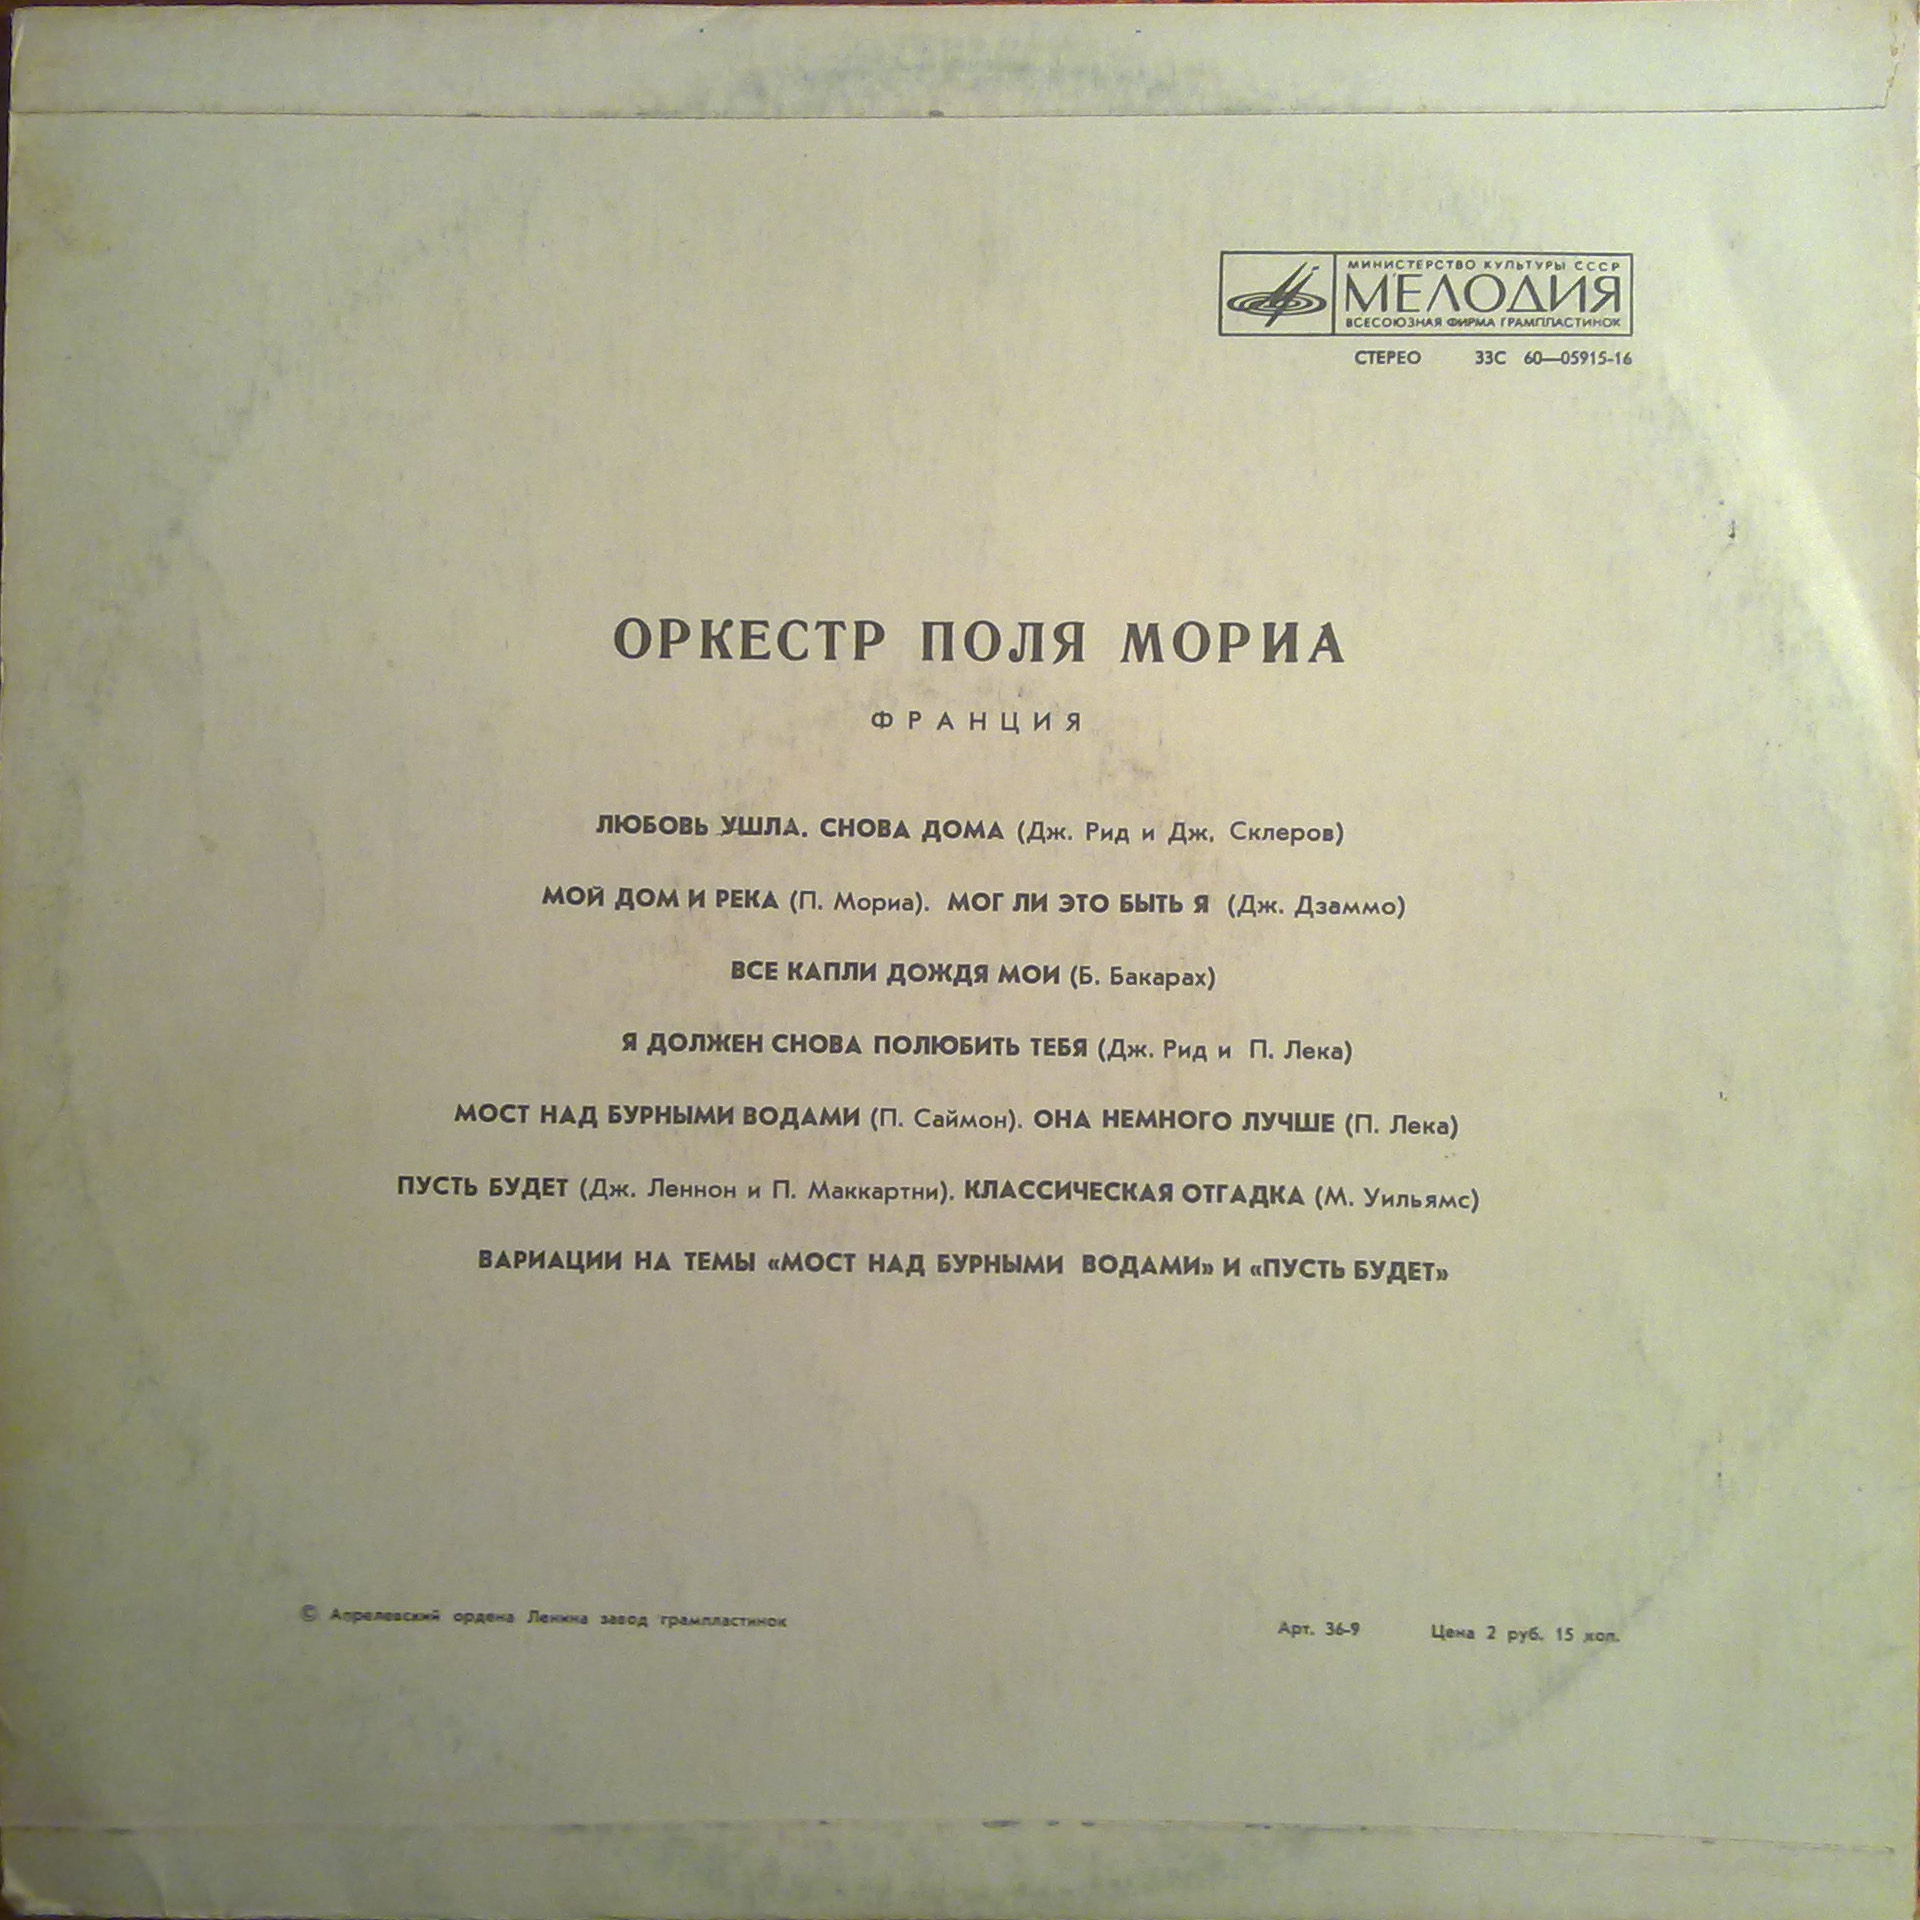 МИНИСТЕРСТВО КУЛЬТУРЫ СССР
МЕЛОДИЯ
ВСЕСОЮЗНАЯ ФИРМА ГРАМПЛАСТИНОК
СТЕРЕО 33С 60—05915-16
ОРКЕСТР ПОЛЯ МОРИА
ФРАНЦИЯ
ЛЮБОВЬ УШЛА. СНОВА ДОМА (Дж. Рид и Дж. Склеров)
МОЙ ДОМ И РЕКА (П. Мориа). МОГ ЛИ ЭТО БЫТЬ Я (Дж. Дзаммо)
ВСЕ КАПЛИ ДОЖДЯ МОИ (Б. Бакарах)
Я ДОЛЖЕН СНОВА ПОЛЮБИТЬ ТЕБЯ (Дж. Рид и П. Лека)
МОСТ НАД БУРНЫМИ ВОДАМИ (П. Саймон). ОНА НЕМНОГО ЛУЧШЕ (П. Лека)
ПУСТЬ БУДЕТ (Дж. Леннон и П. Маккартни). КЛАССИЧЕСКАЯ ОТГАДКА (М. Уильямс)
ВАРИАЦИИ НА ТЕМЫ «МОСТ НАД БУРНЫМИ ВОДАМИ» И «ПУСТЬ БУДЕТ»
© Апрелевский ордена Ленина завод грампластинок
Арт. 36-9 Цена 2 руб. 15 коп.